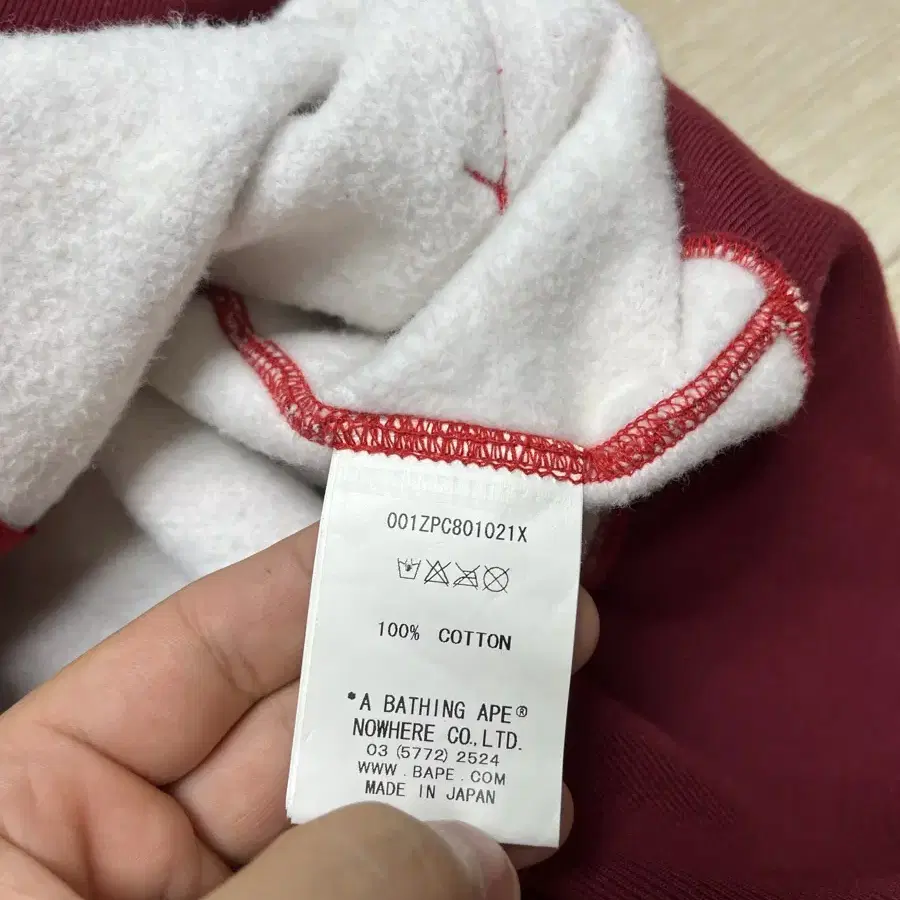 001ZPC801021X
100% COTTON
*A BATHING APE®
NOWHERE CO.,LTD.
03 (5772) 2524
WWW.BAPE.COM
MADE IN JAPAN